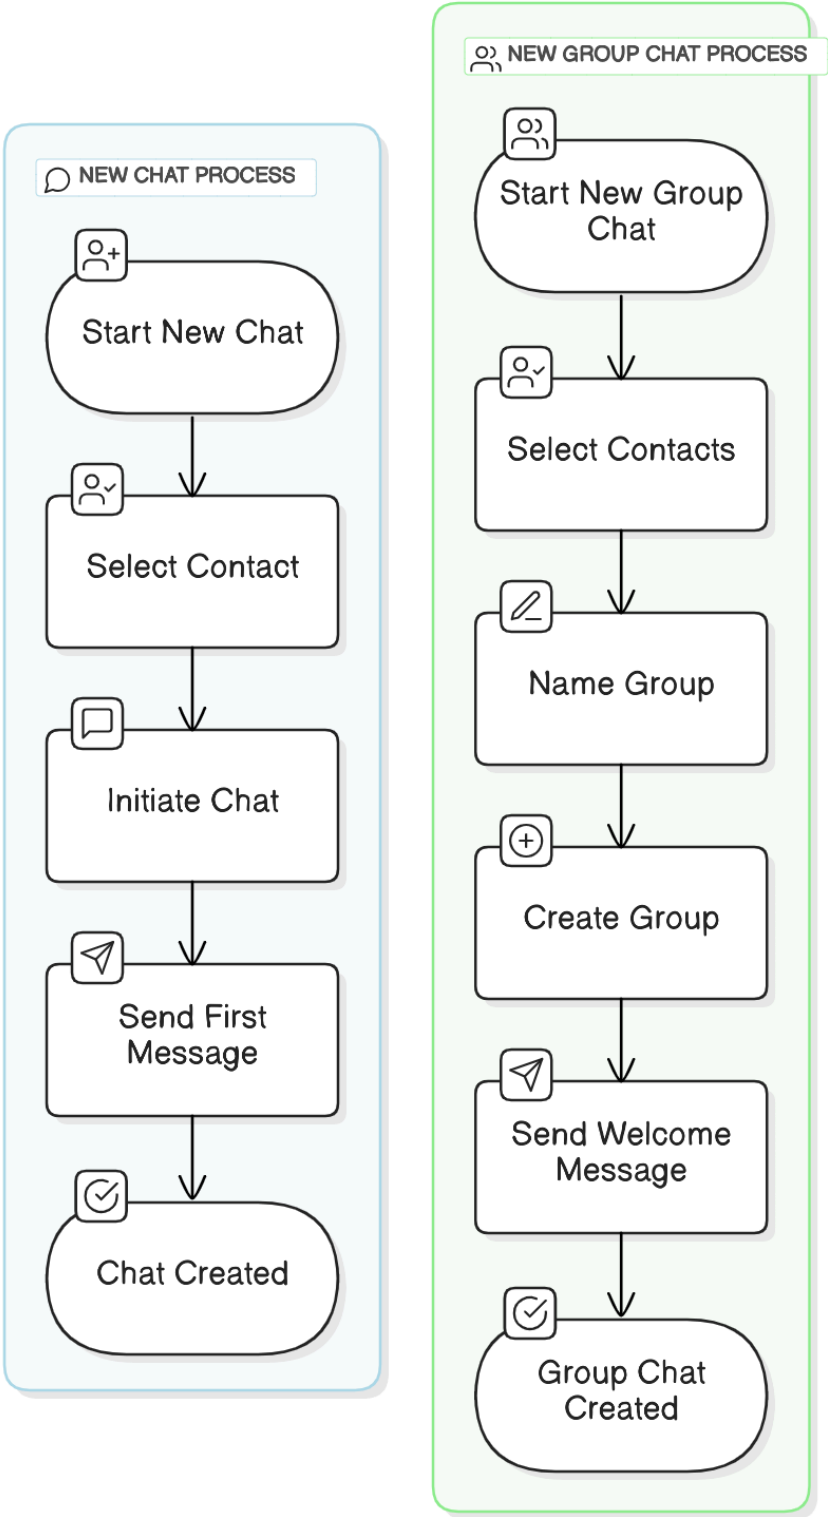 NEW CHAT PROCESS
Start New Chat
Select Contact
Initiate Chat
Send First
Message
Chat Created
NEW GROUP CHAT PROCESS
Start New Group
Chat
Select Contacts
Name Group
Create Group
Send Welcome
Message
Group Chat
Created